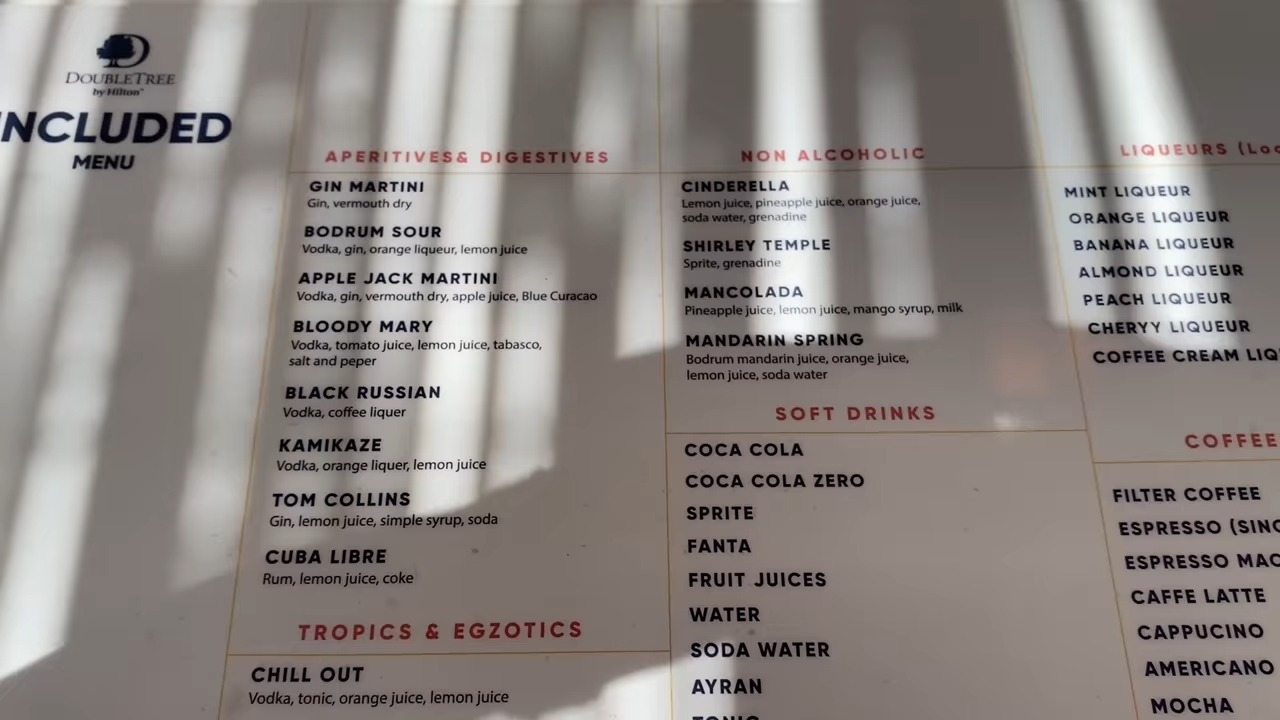 DOUBLETREE
by Hilton™
INCLUDED
MENU
APERITIVES& DIGESTIVES
GIN MARTINI
Gin, vermouth dry
BODRUM SOUR
Vodka, gin, orange liqueur, lemon juice
APPLE JACK MARTINI
Vodka, gin, vermouth dry, apple juice, Blue Curacao
BLOODY MARY
Vodka, tomato juice, lemon juice, tabasco,
salt and peper
BLACK RUSSIAN
Vodka, coffee liquer
KAMIKAZE
Vodka, orange liquer, lemon juice
TOM COLLINS
Gin, lemon juice, simple syrup, soda
CUBA LIBRE
Rum, lemon juice, coke
TROPICS & EGZOTICS
CHILL OUT
Vodka, tonic, orange juice, lemon juice
NON ALCOHOLIC
CINDERELLA
Lemon juice, pineapple juice, orange juice,
soda water, grenadine
SHIRLEY TEMPLE
Sprite, grenadine
MANCOLADA
Pineapple juice, lemon juice, mango syrup, milk
MANDARIN SPRING
Bodrum mandarin juice, orange juice,
lemon juice, soda water
SOFT DRINKS
COCA COLA
COCA COLA ZERO
SPRITE
FANTA
FRUIT JUICES
WATER
SODA WATER
AYRAN
LIQUEURS
MINT LIQUEUR
ORANGE LIQUEUR
BANANA LIQUEUR
ALMOND LIQUEUR
PEACH LIQUEUR
CHERYY LIQUEUR
COFFEE CREAM
COFFEE
FILTER COFFEE
ESPRESSO
ESPRESSO
CAFFE LATTE
CAPPUCINO
AMERICANO
MOCHA